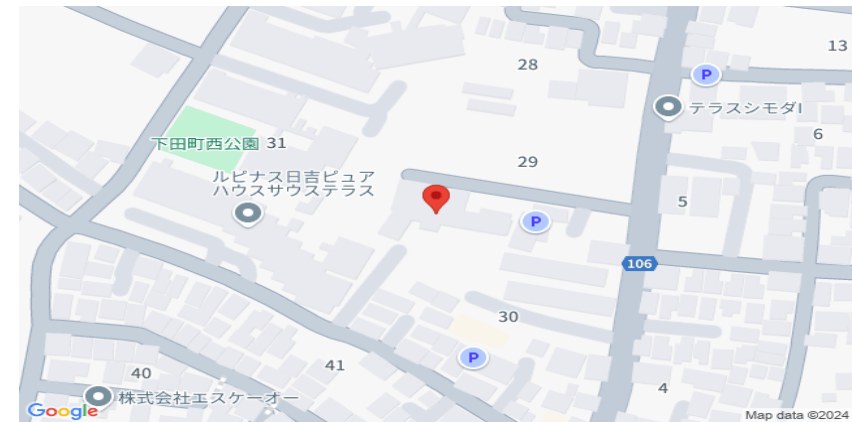 13
28
P
テラスシモダI
6
下田町西公園 31
29
ルピナス日吉ピュア
ハウスサウステラス
5
P
106
30
P
41
40
4
株式会社エスケーオー
Google
Map data ©2024